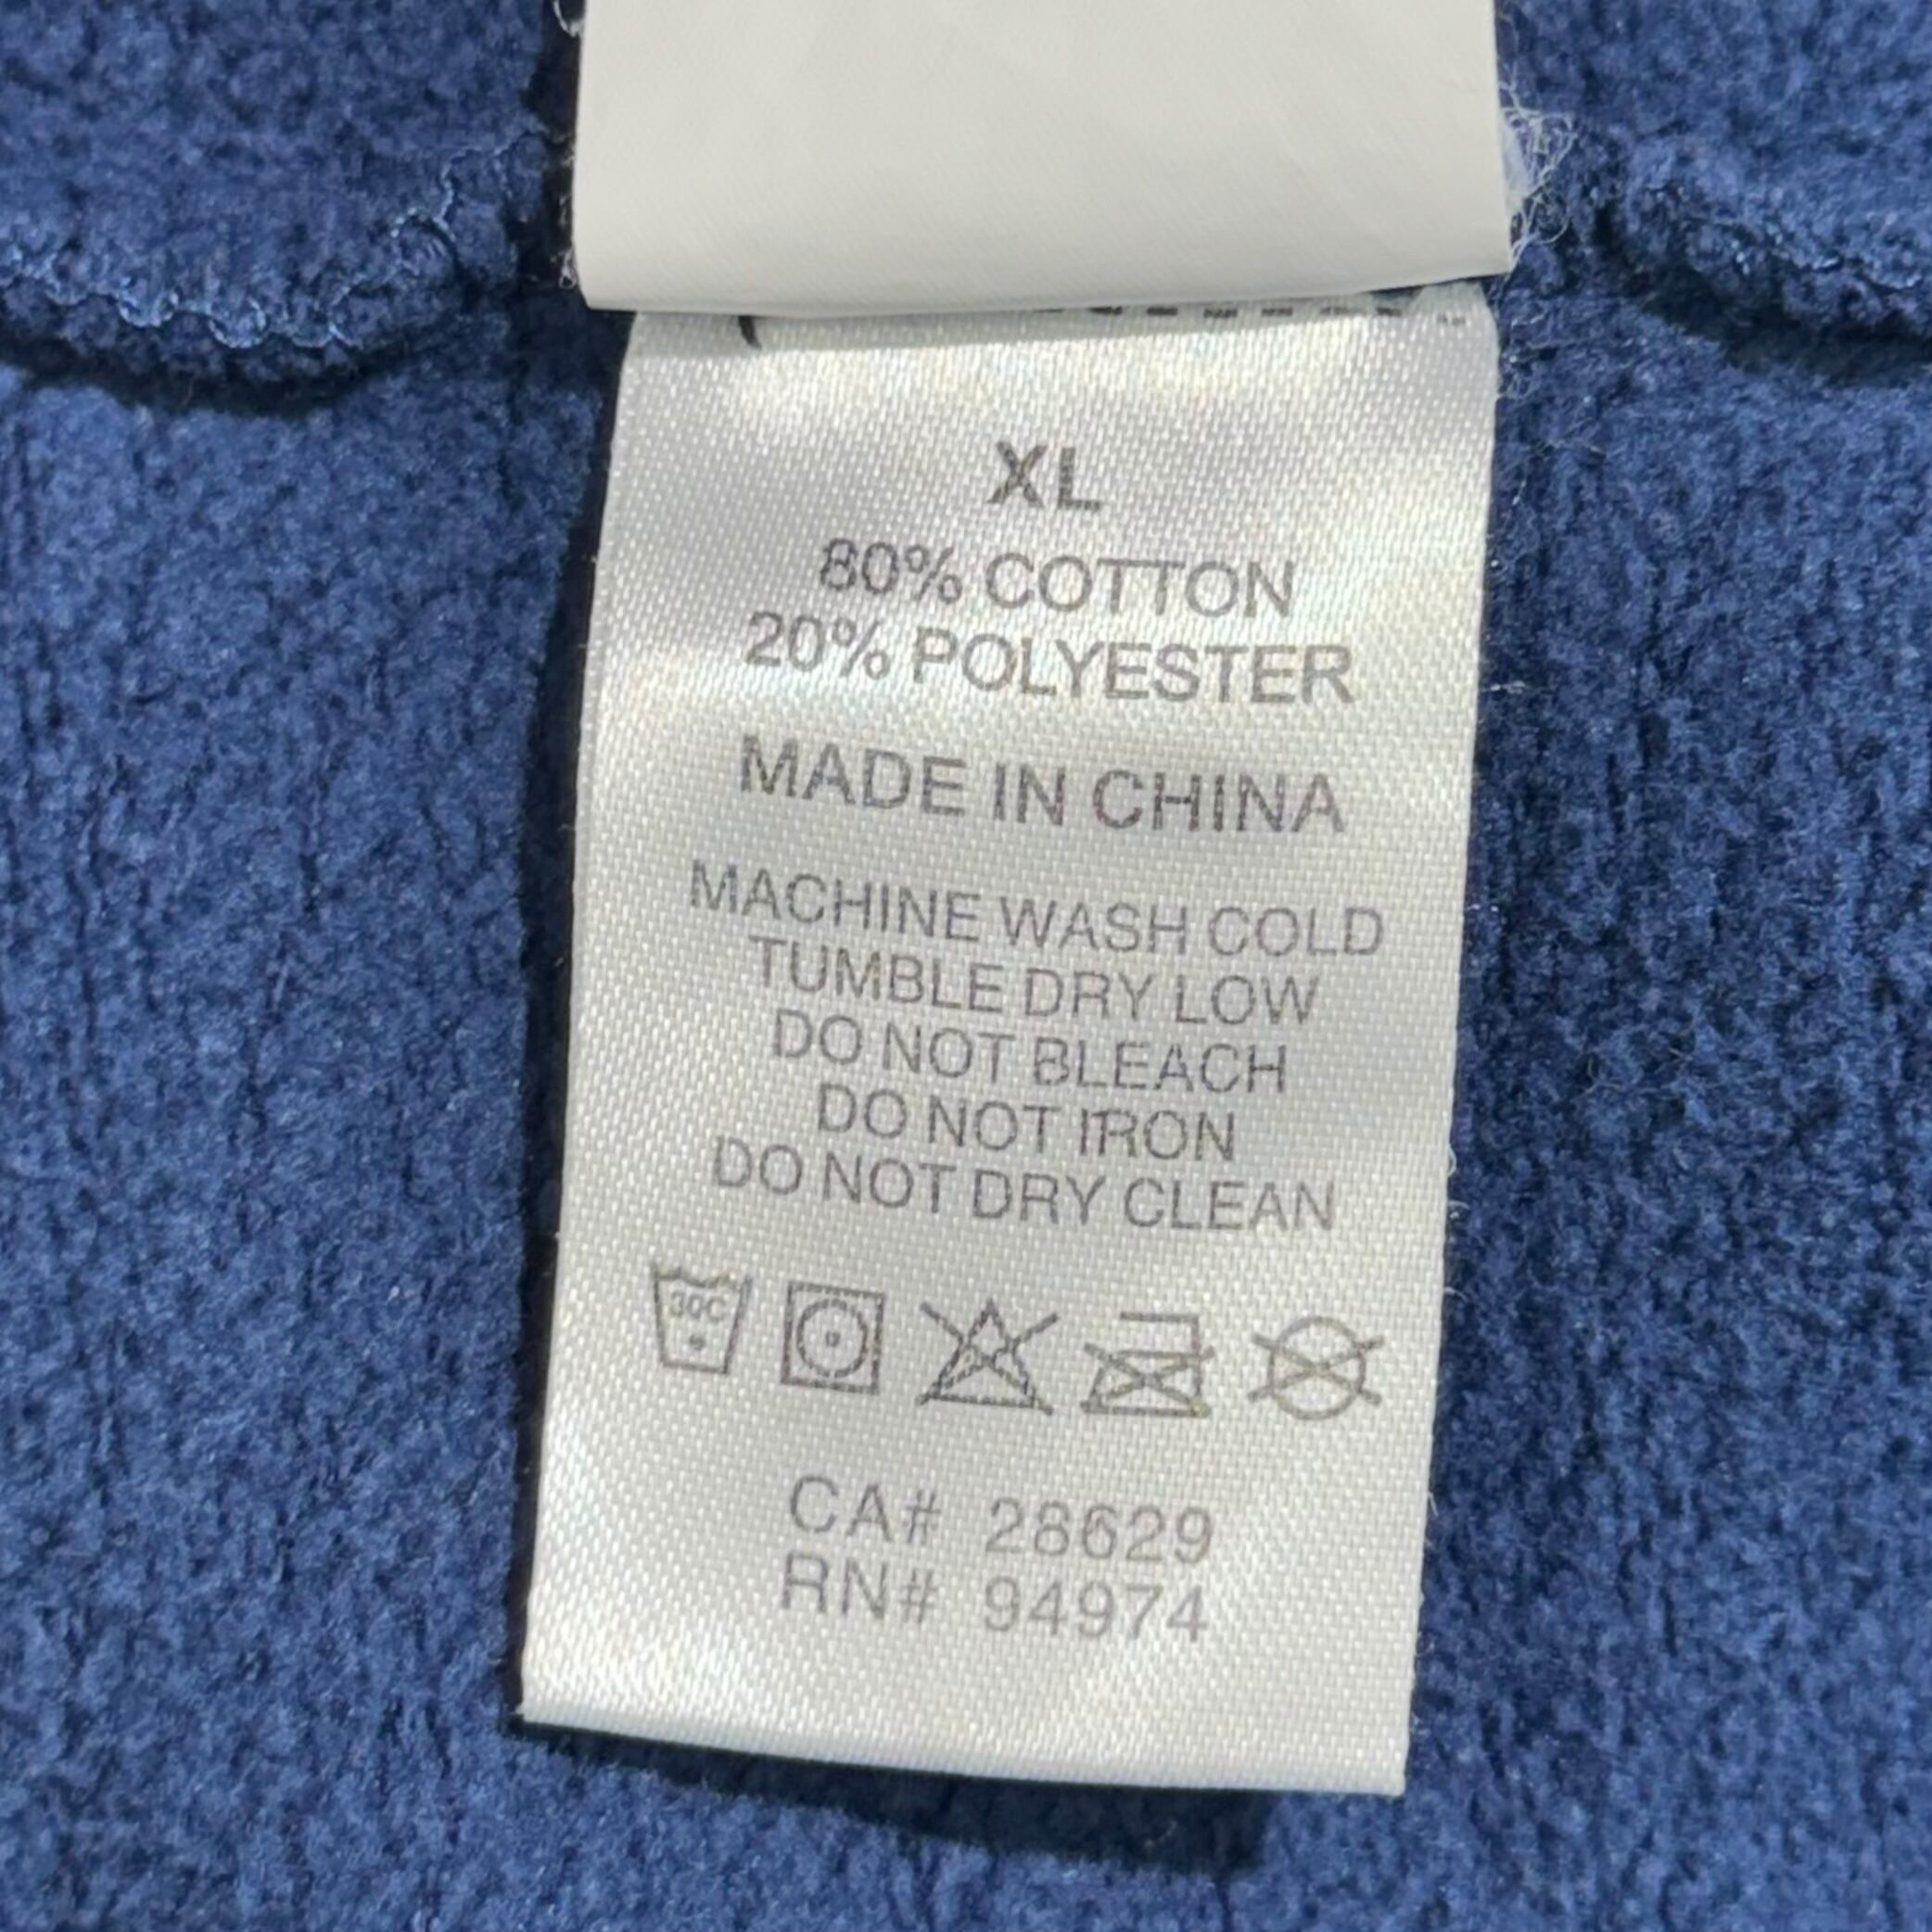 XL
80% COTTON
20% POLYESTER
MADE IN CHINA
MACHINE WASH COLD
TUMBLE DRY LOW
DO NOT BLEACH
DO NOT IRON
DO NOT DRY CLEAN
30C
CA# 28629
RN# 94974